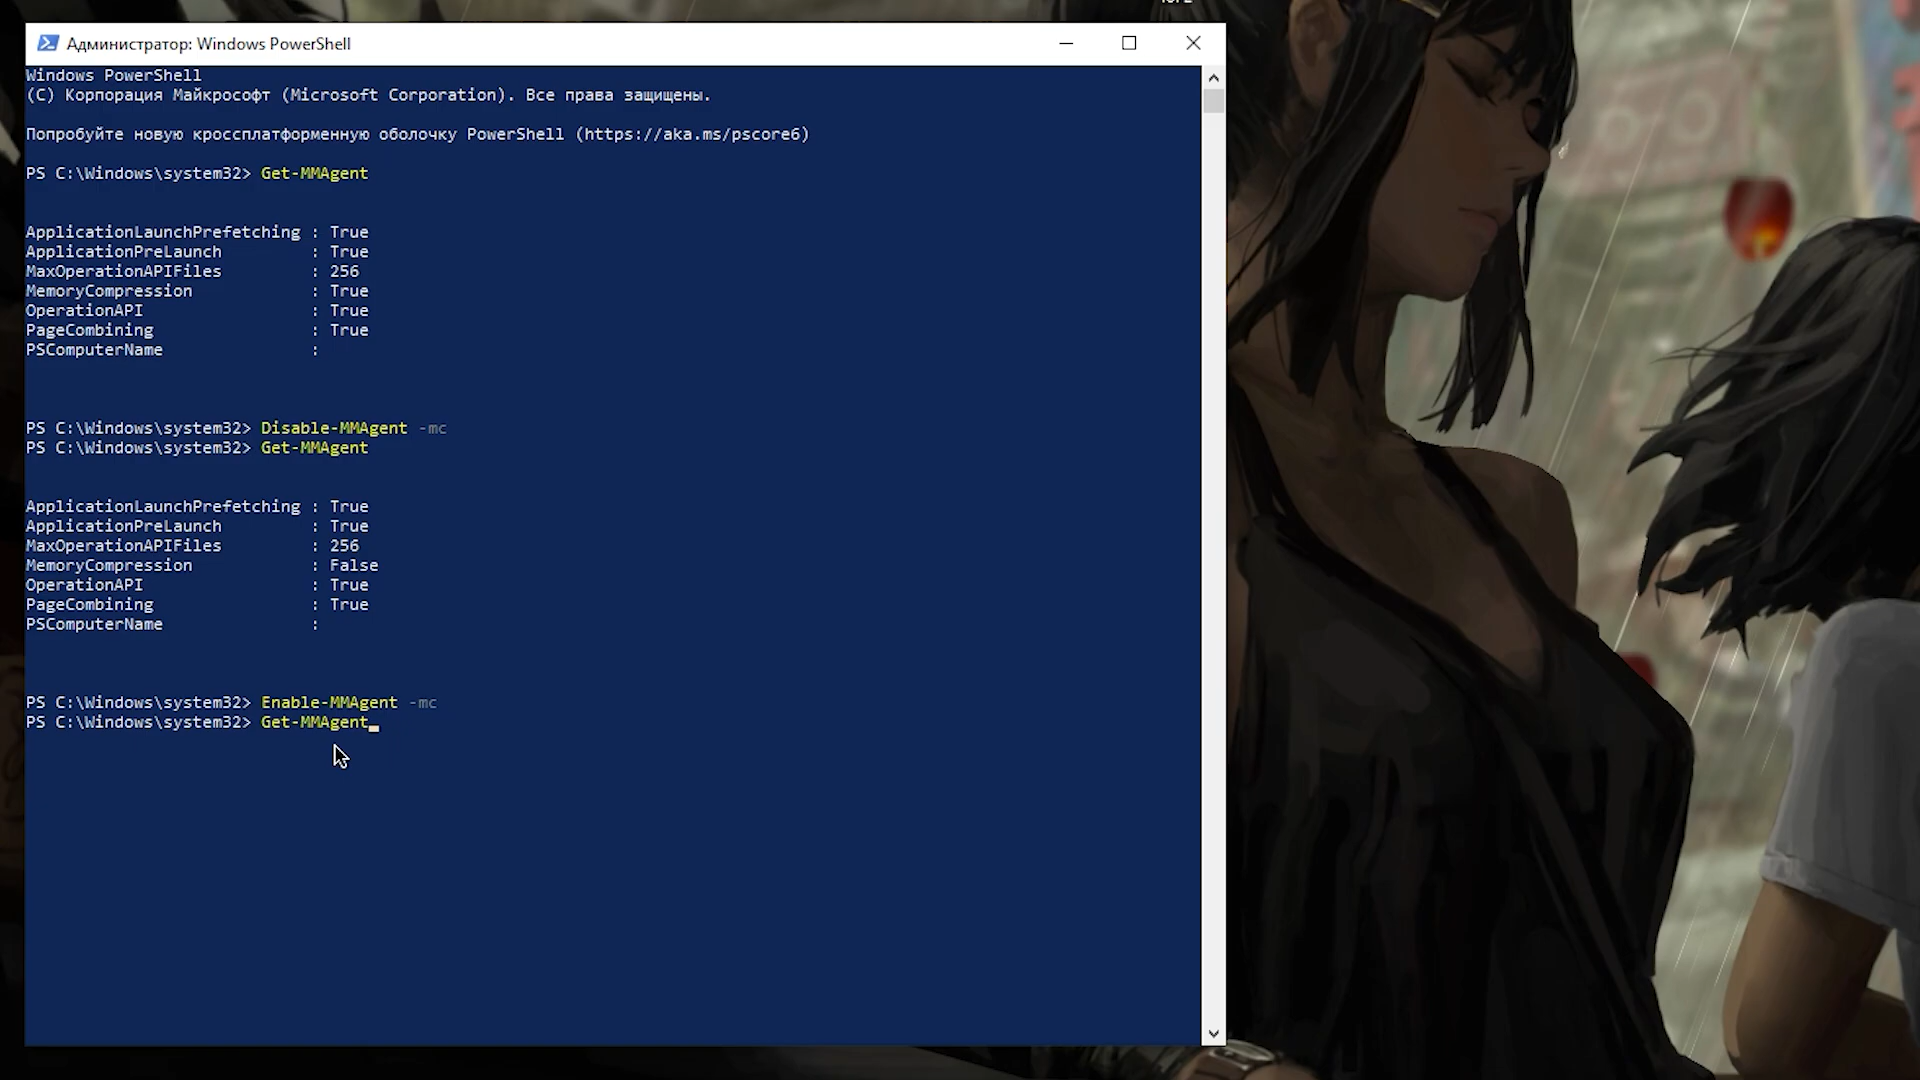 Администратор: Windows PowerShell
Windows PowerShell
(C) Корпорация Майкрософт (Microsoft Corporation). Все права защищены.
Попробуйте новую кроссплатформенную оболочку PowerShell (https://aka.ms/pscore6)
PS C:\Windows\system32> Get-MMAgent
ApplicationLaunchPrefetching : True
ApplicationPreLaunch : True
MaxOperationAPIFiles : 256
MemoryCompression : True
OperationAPI : True
PageCombining : True
PSComputerName :
PS C:\Windows\system32> Disable-MMAgent -mc
PS C:\Windows\system32> Get-MMAgent
ApplicationLaunchPrefetching : True
ApplicationPreLaunch : True
MaxOperationAPIFiles : 256
MemoryCompression : False
OperationAPI : True
PageCombining : True
PSComputerName :
PS C:\Windows\system32> Enable-MMAgent -mc
PS C:\Windows\system32> Get-MMAgent